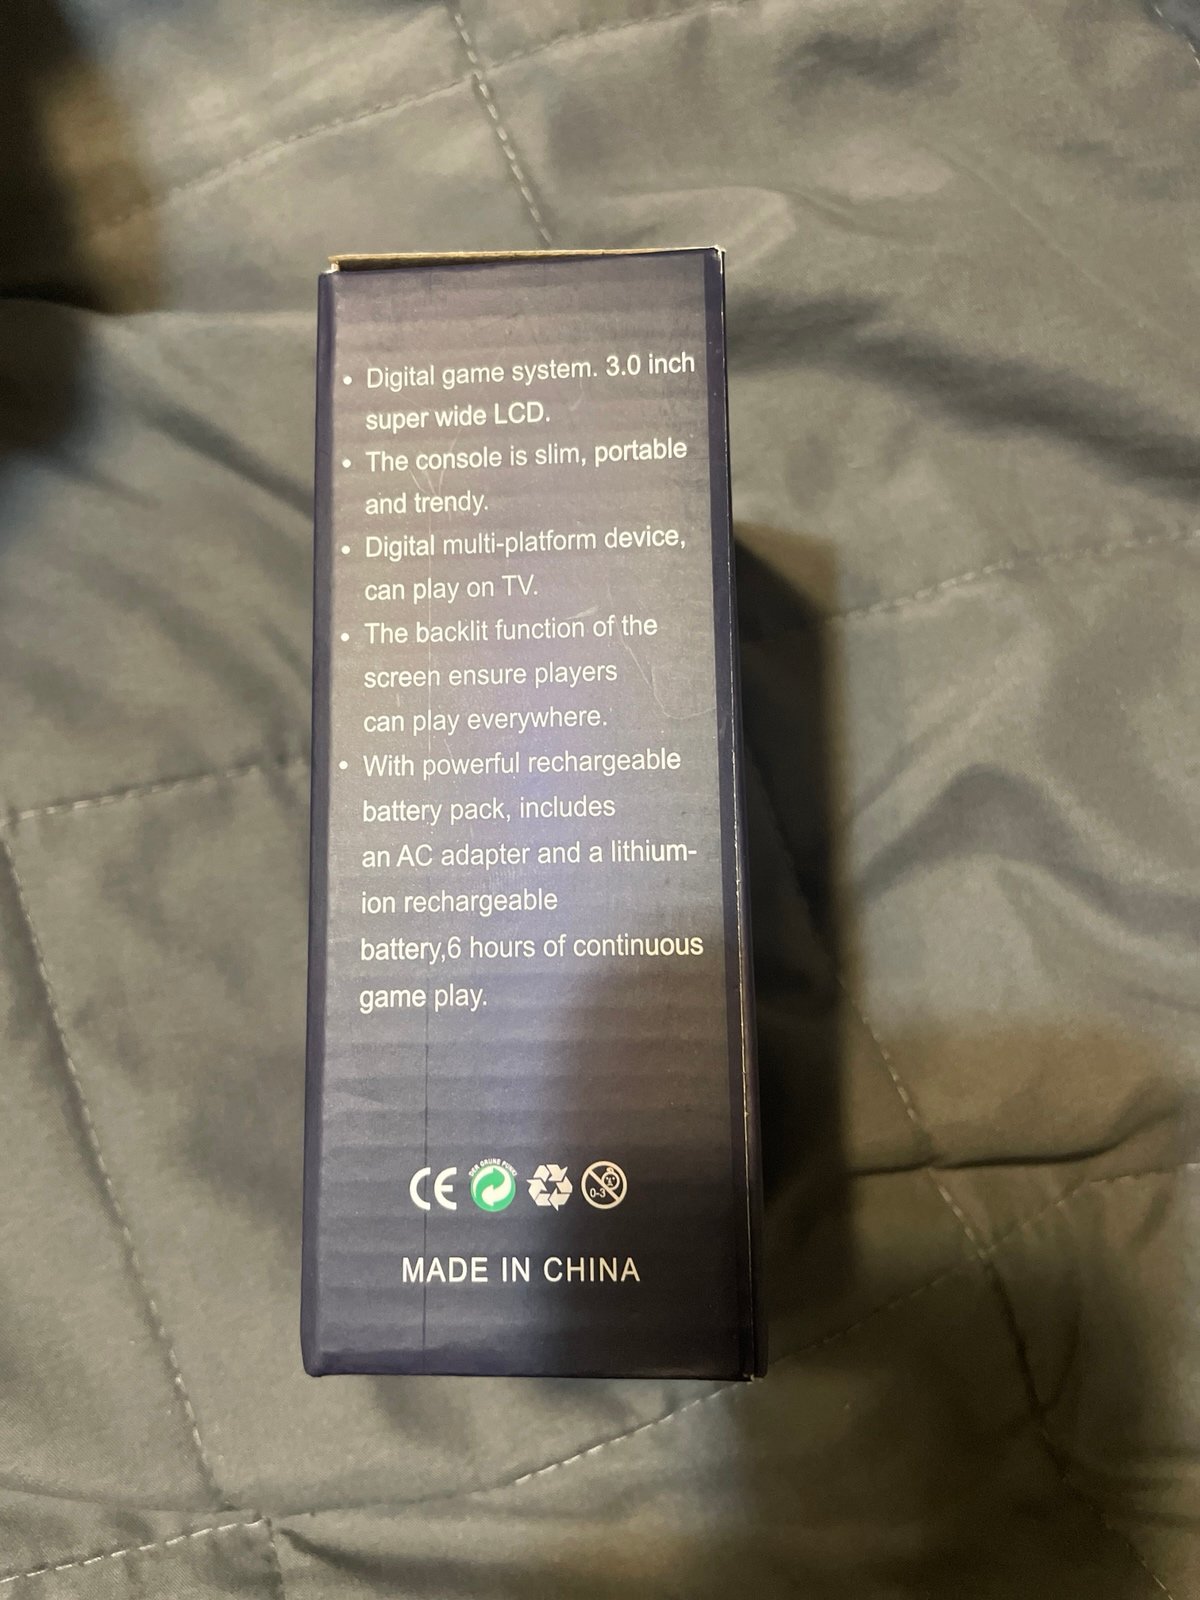 • Digital game system. 3.0 inch
super wide LCD.
• The console is slim, portable
and trendy.
• Digital multi-platform device,
can play on TV.
• The backlit function of the
screen ensure players
can play everywhere.
• With powerful rechargeable
battery pack, includes
an AC adapter and a lithium-
ion rechargeable
battery,6 hours of continuous
game play.
CE DER GRÜNE PUNKT 0-3
MADE IN CHINA